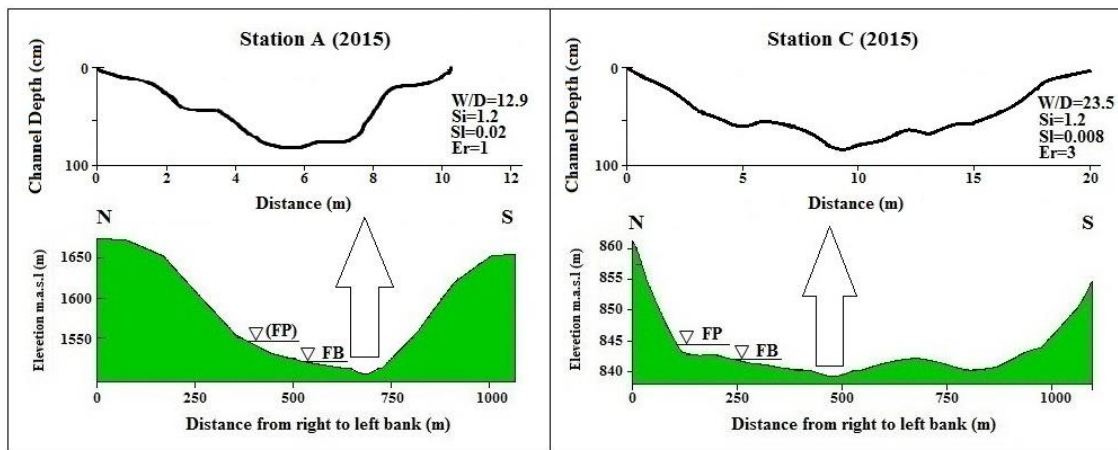 Station A (2015)
Channel Depth (cm)
0
100
W/D=12.9
Si=1.2
Sl=0.02
Er=1
0 2 4 6 8 10 12
Distance (m)
N S
Elevetion m.a.s.l (m)
1650
1600
1550
(FP)
FB
0 250 500 750 1000
Distance from right to left bank (m)
Station C (2015)
Channel Depth (cm)
0
100
W/D=23.5
Si=1.2
Sl=0.008
Er=3
0 5 10 15 20
Distance (m)
N S
Elevetion m.a.s.l (m)
860
855
850
845
840
FP
FB
0 250 500 750 1000
Distance from right to left bank (m)